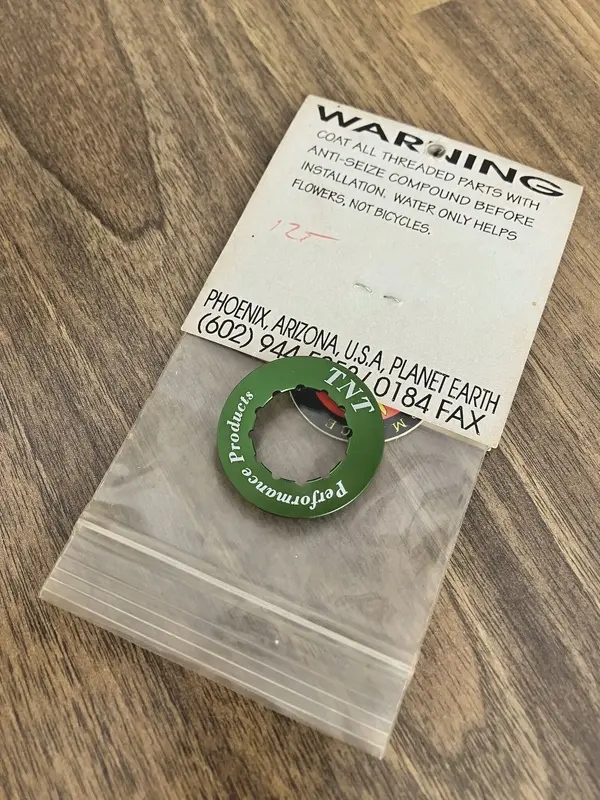 WARNING
COAT ALL THREADED PARTS WITH
ANTI-SEIZE COMPOUND BEFORE
INSTALLATION. WATER ONLY HELPS
FLOWERS, NOT BICYCLES.
12T
PHOENIX, ARIZONA, U.S.A, PLANET EARTH
(602) 944 0184 FAX
TNT
Performance Products